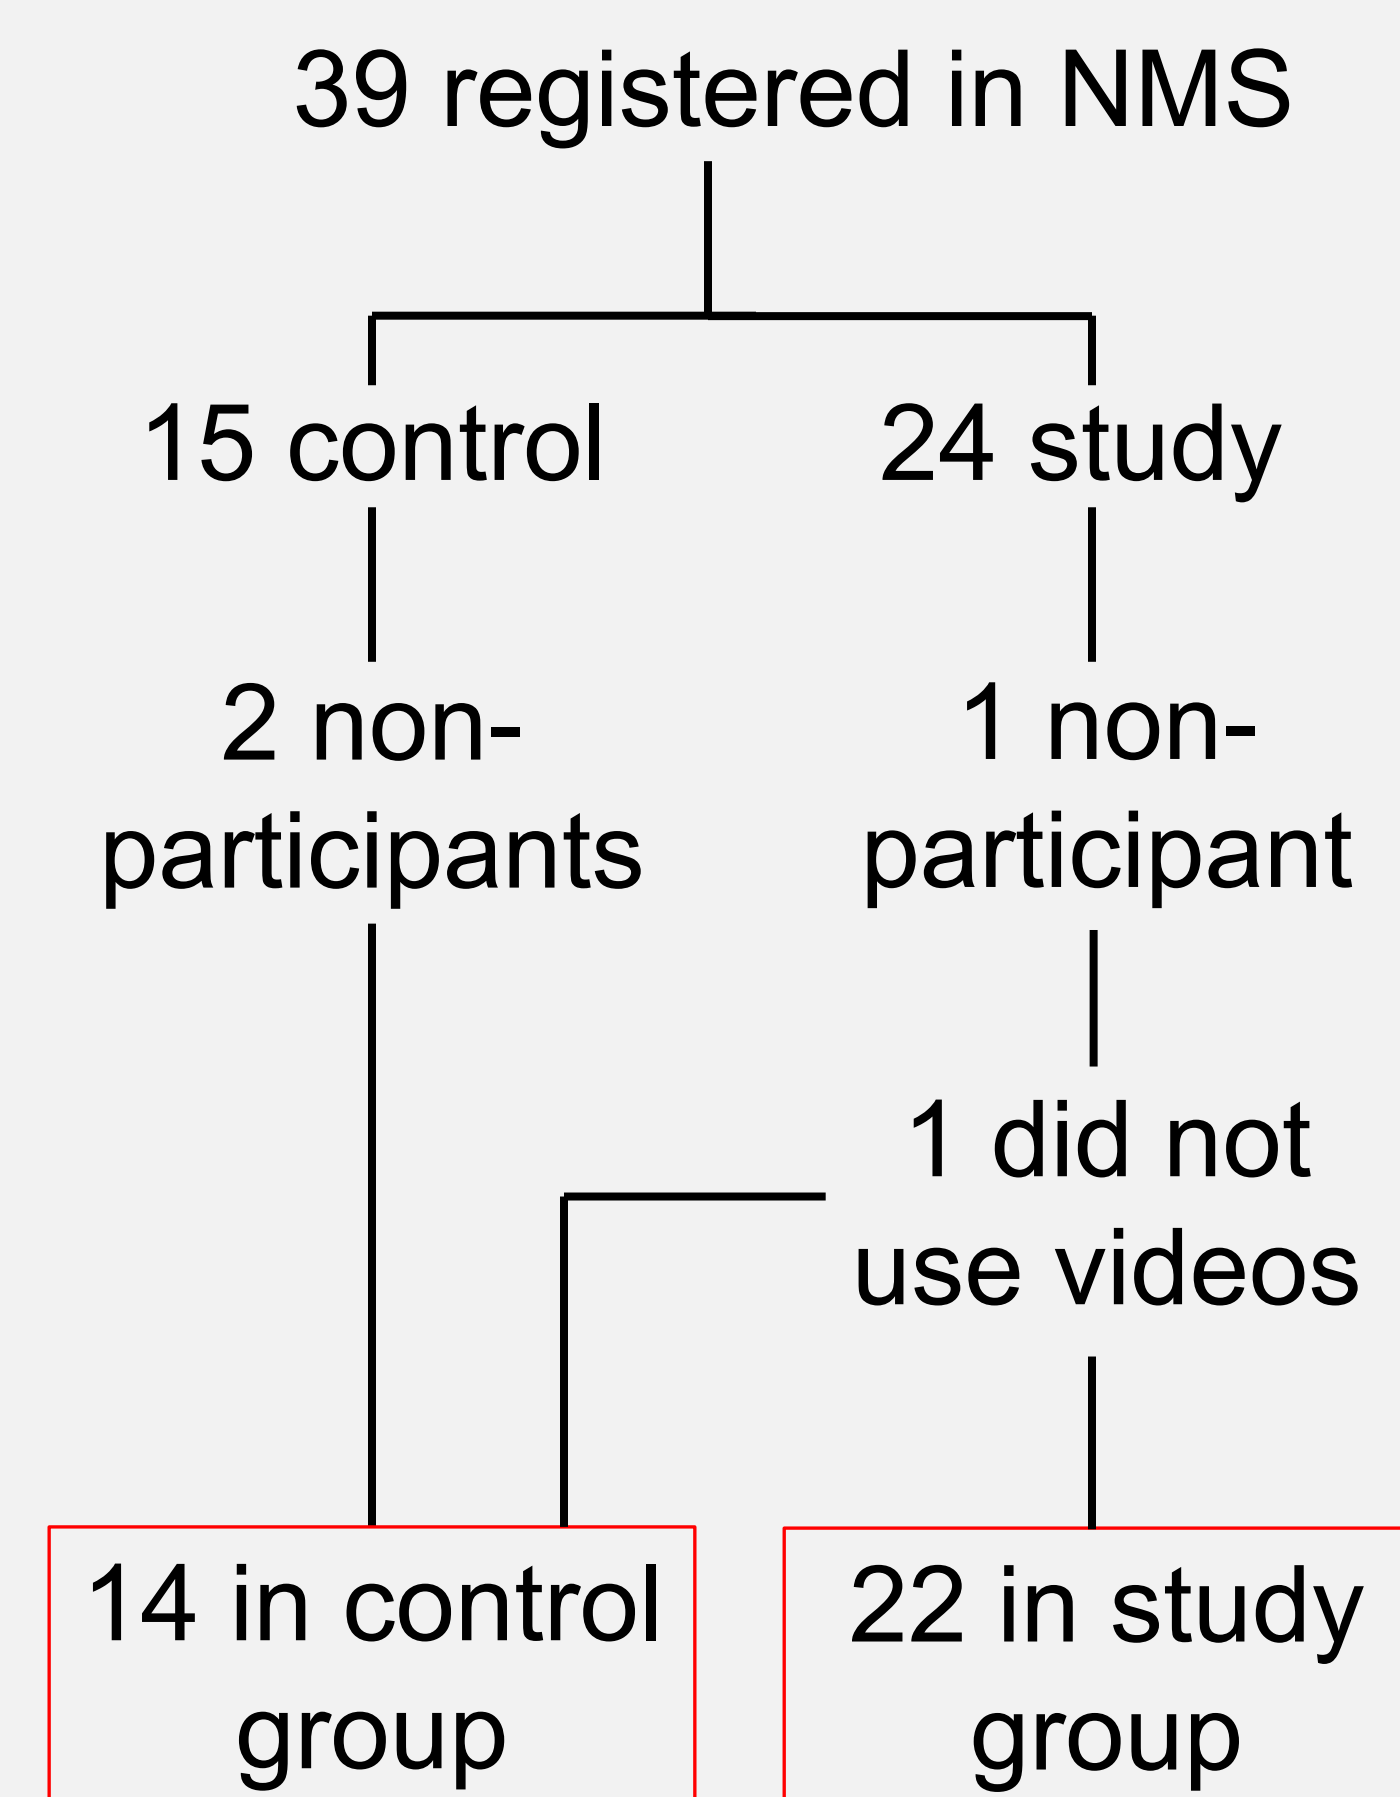 39 registered in NMS
15 control
24 study
2 non-
participants
1 non-
participant
1 did not
use videos
14 in control
group
22 in study
group